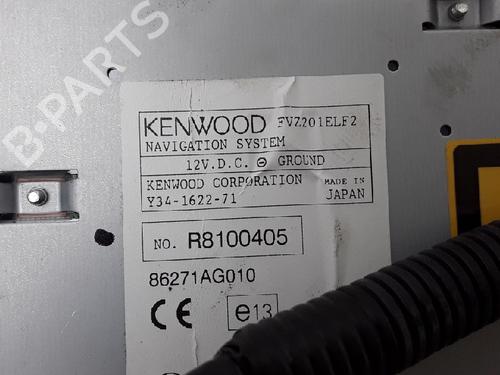 B-PARTS
KENWOOD FVZ201ELF2
NAVIGATION SYSTEM
12V.D.C. ⊖ GROUND
KENWOOD CORPORATION MADE IN
Y34-1622-71 JAPAN
NO. R8100405
86271AG010
CE e13